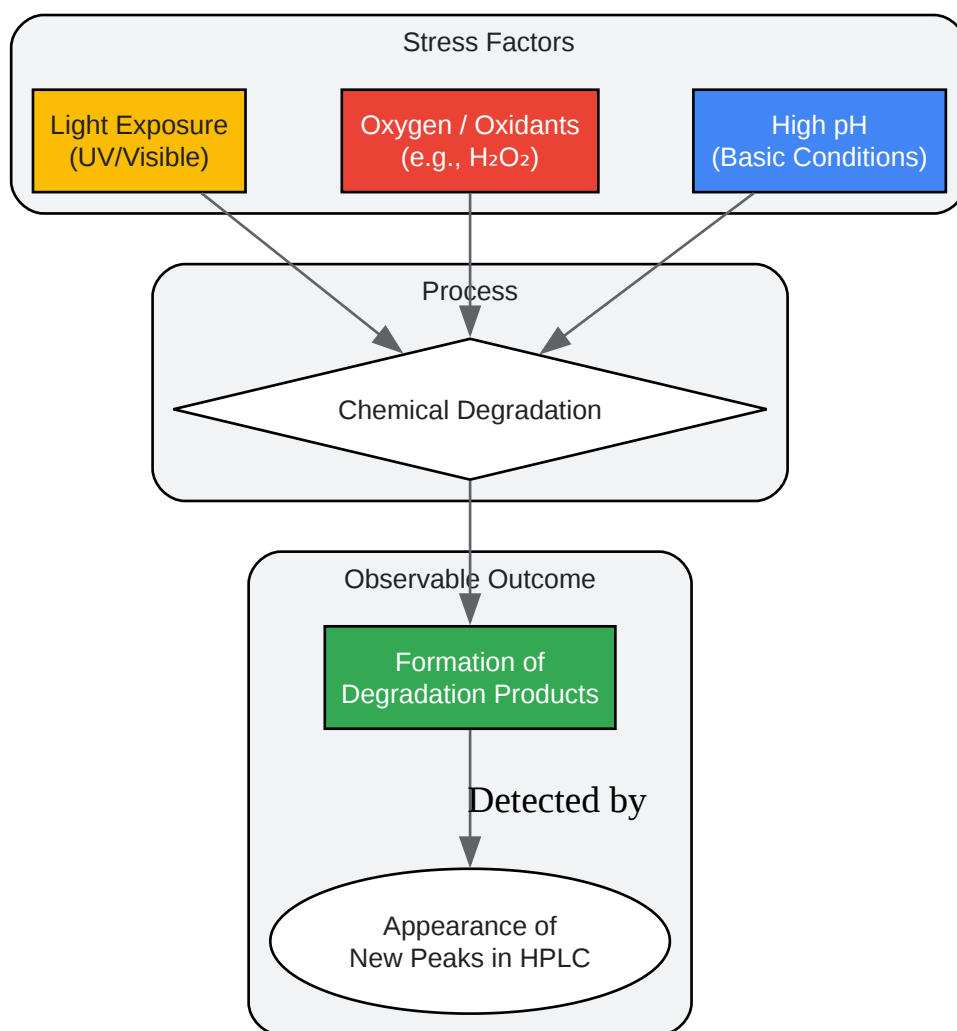 Stress Factors
Light Exposure
(UV/Visible)
Oxygen / Oxidants
(e.g., H₂O₂)
High pH
(Basic Conditions)
Process
Chemical Degradation
Observable Outcome
Formation of
Degradation Products
Detected by
Appearance of
New Peaks in HPLC